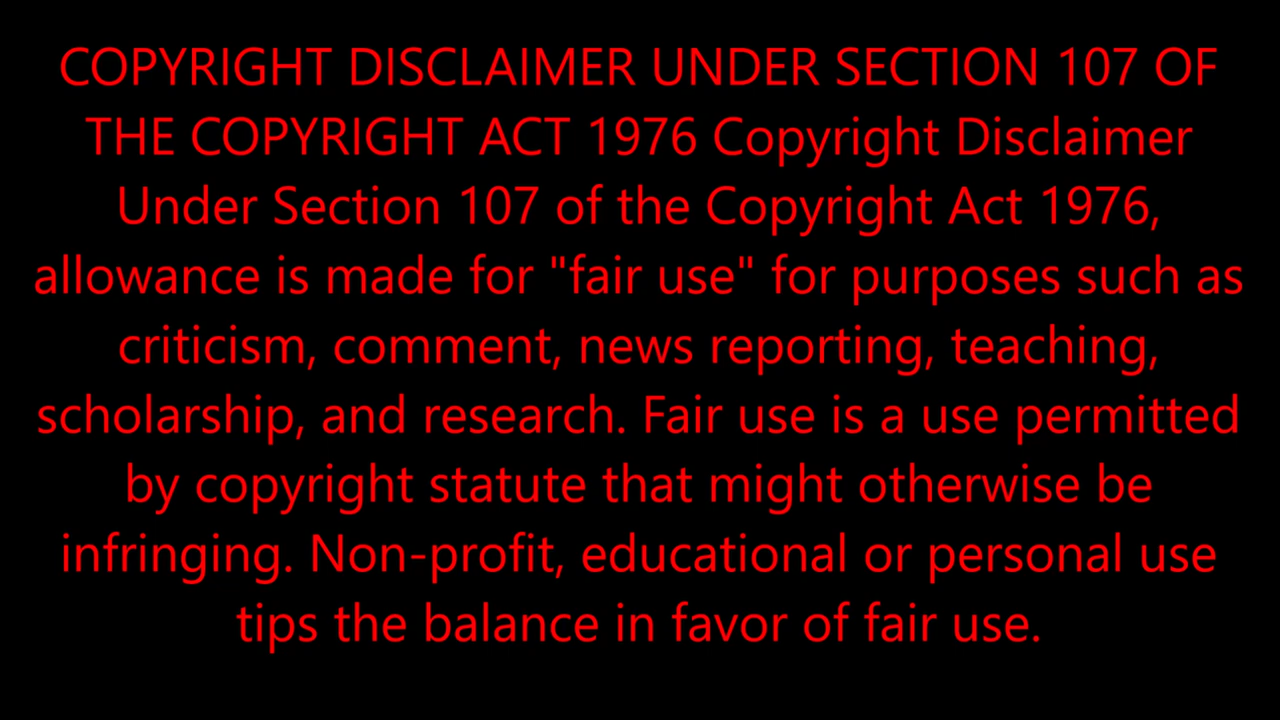 COPYRIGHT DISCLAIMER UNDER SECTION 107 OF
THE COPYRIGHT ACT 1976 Copyright Disclaimer
Under Section 107 of the Copyright Act 1976,
allowance is made for "fair use" for purposes such as
criticism, comment, news reporting, teaching,
scholarship, and research. Fair use is a use permitted
by copyright statute that might otherwise be
infringing. Non-profit, educational or personal use
tips the balance in favor of fair use.